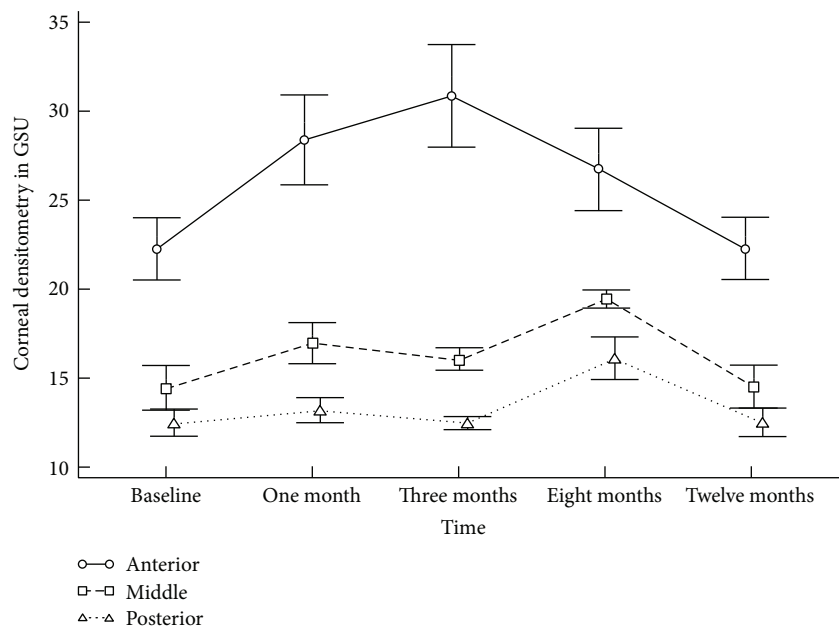 35
30
25
20
15
10
Corneal densitometry in GSU
Baseline One month Three months Eight months Twelve months
Time
Anterior
Middle
Posterior